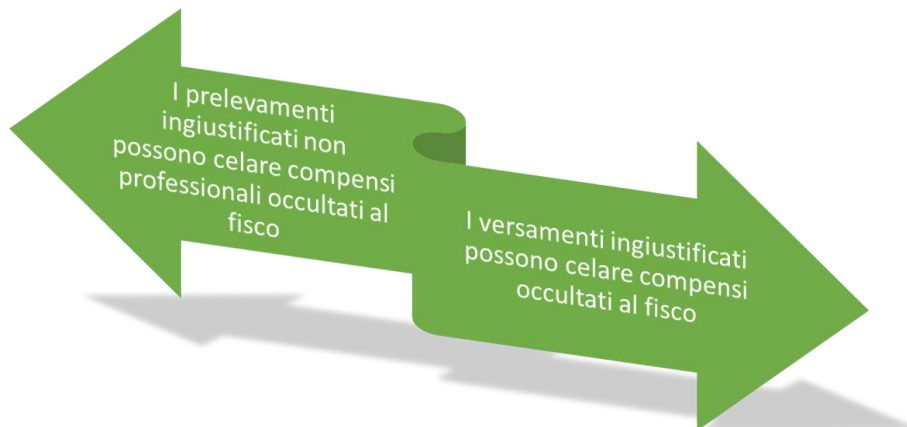 I prelevamenti
ingiustificati non
possono celare compensi
professionali occultati al
fisco
I versamenti ingiustificati
possono celare compensi
occultati al fisco